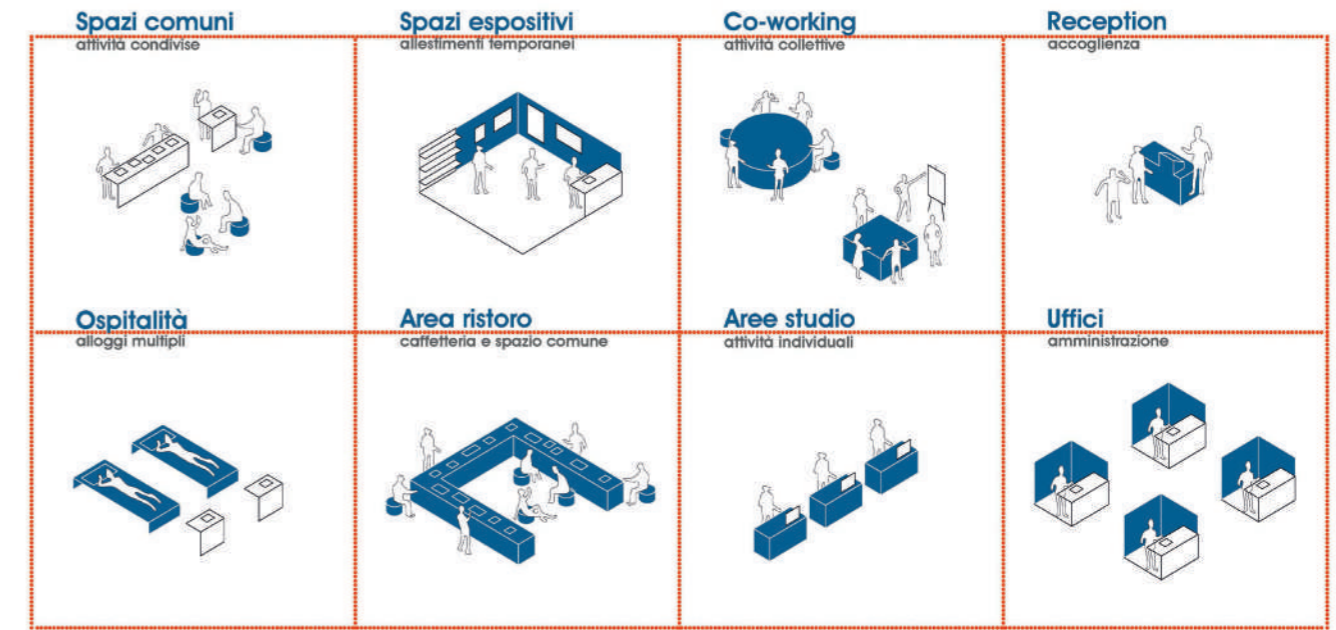 Spazi comuni
attività condivise
Spazi espositivi
allestimenti temporanei
Co-working
attività collettive
Reception
accoglienza
Ospitalità
alloggi multipli
Area ristoro
caffetteria e spazio comune
Aree studio
attività individuali
Uffici
amministrazione